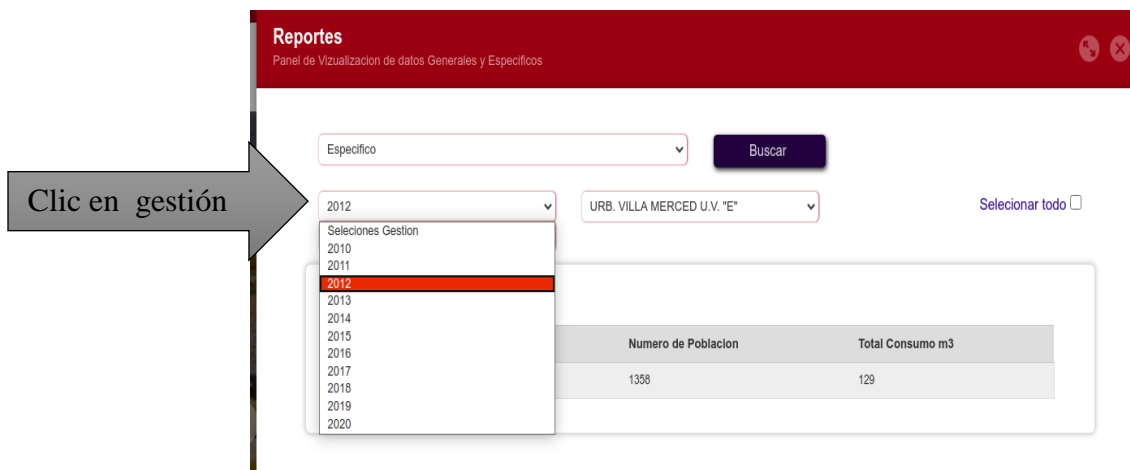 Reportes
Panel de Vizualizacion de datos Generales y Especificos
Especifico
Buscar
Clic en gestión
2012
URB. VILLA MERCED U.V. "E"
Selecionar todo
Seleciones Gestion
2010
2011
2012
2013
2014
2015
2016
2017
2018
2019
2020
Numero de Poblacion
Total Consumo m3
1358
129